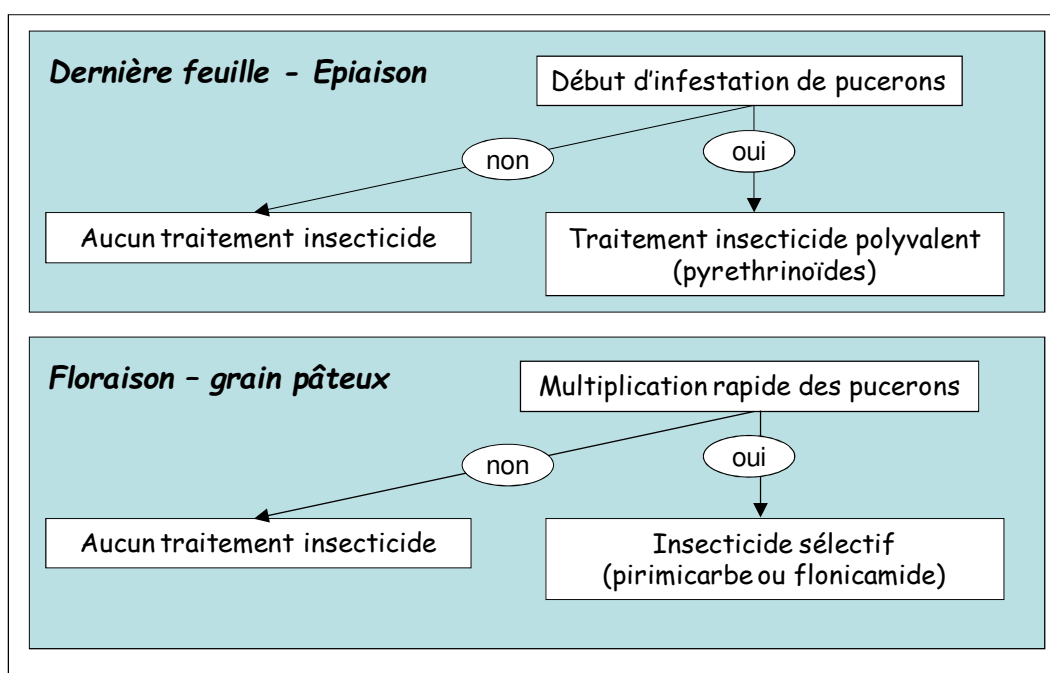 Dernière feuille - Epiaison
Début d'infestation de pucerons
non
oui
Aucun traitement insecticide
Traitement insecticide polyvalent
(pyrethrinoïdes)
Floraison – grain pâteux
Multiplication rapide des pucerons
non
oui
Aucun traitement insecticide
Insecticide sélectif
(pirimicarbe ou flonicamide)